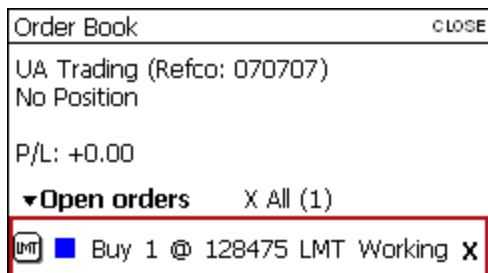 Order Book CLOSE
UA Trading (Refco: 070707)
No Position
P/L: +0.00
▾Open orders X All (1)
LMT Buy 1 @ 128475 LMT Working X